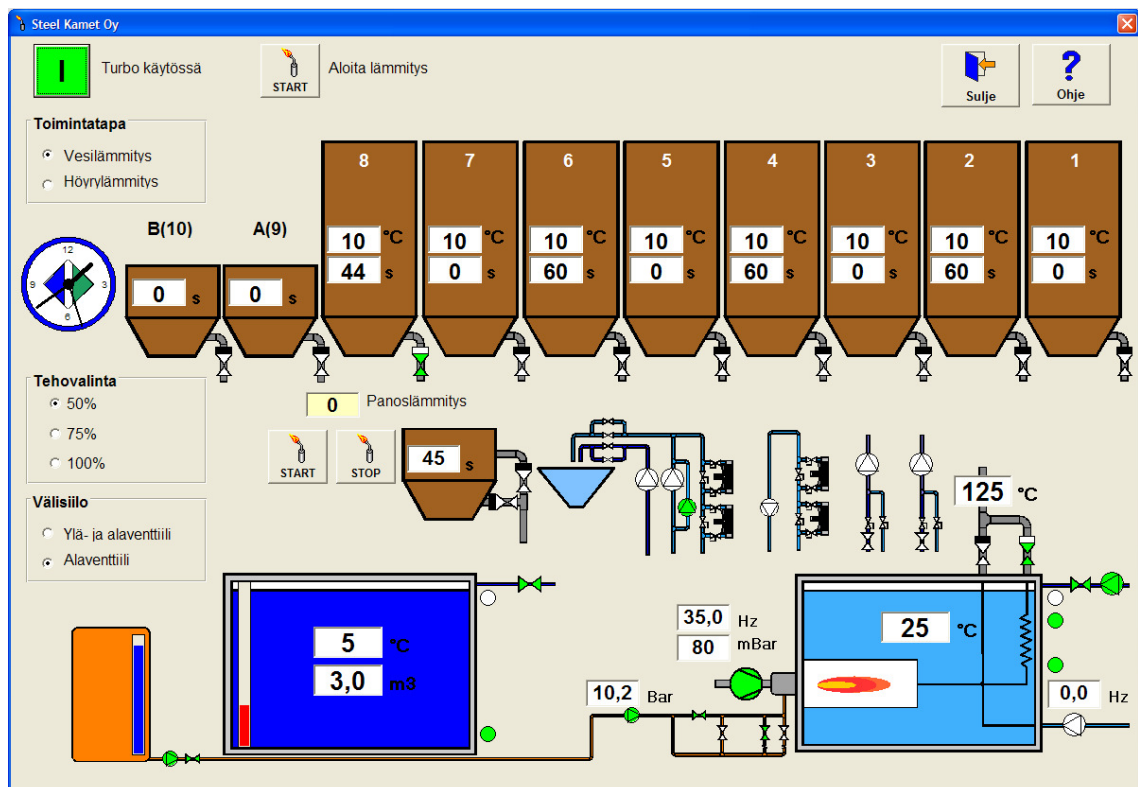 Steel Kamet Oy
I
Turbo käytössä
START
Aloita lämmitys
Sulje
Ohje
Toimintatapa
Vesilämmitys
Höyrylämmitys
8
7
6
5
4
3
2
1
B(10)
A(9)
10 °C
10 °C
10 °C
10 °C
10 °C
10 °C
10 °C
10 °C
44 s
0 s
60 s
0 s
60 s
0 s
60 s
0 s
12
9
3
6
0 s
0 s
Tehovalinta
50%
75%
100%
0
Panoslämmitys
START
STOP
45 s
Välisiilo
Ylä- ja alaventtiili
Alaventtiili
125 °C
5 °C
3,0 m3
35,0 Hz
80 mBar
25 °C
10,2 Bar
0,0 Hz